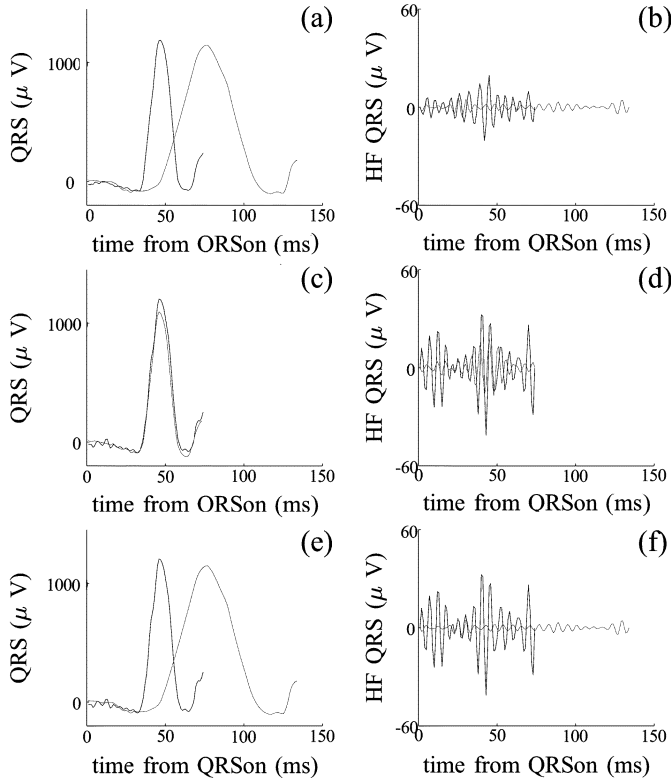 (a)
QRS (μ V)
1000
0
0 50 100 150
time from ORSon (ms)
(b)
HF QRS (μ V)
60
0
-60
0 50 100 150
time from QRSon (ms)
(c)
QRS (μ V)
1000
0
0 50 100 150
time from ORSon (ms)
(d)
HF QRS (μ V)
60
0
-60
0 50 100 150
time from QRSon (ms)
(e)
QRS (μ V)
1000
0
0 50 100 150
time from QRSon (ms)
(f)
HF QRS (μ V)
60
0
-60
0 50 100 150
time from QRSon (ms)